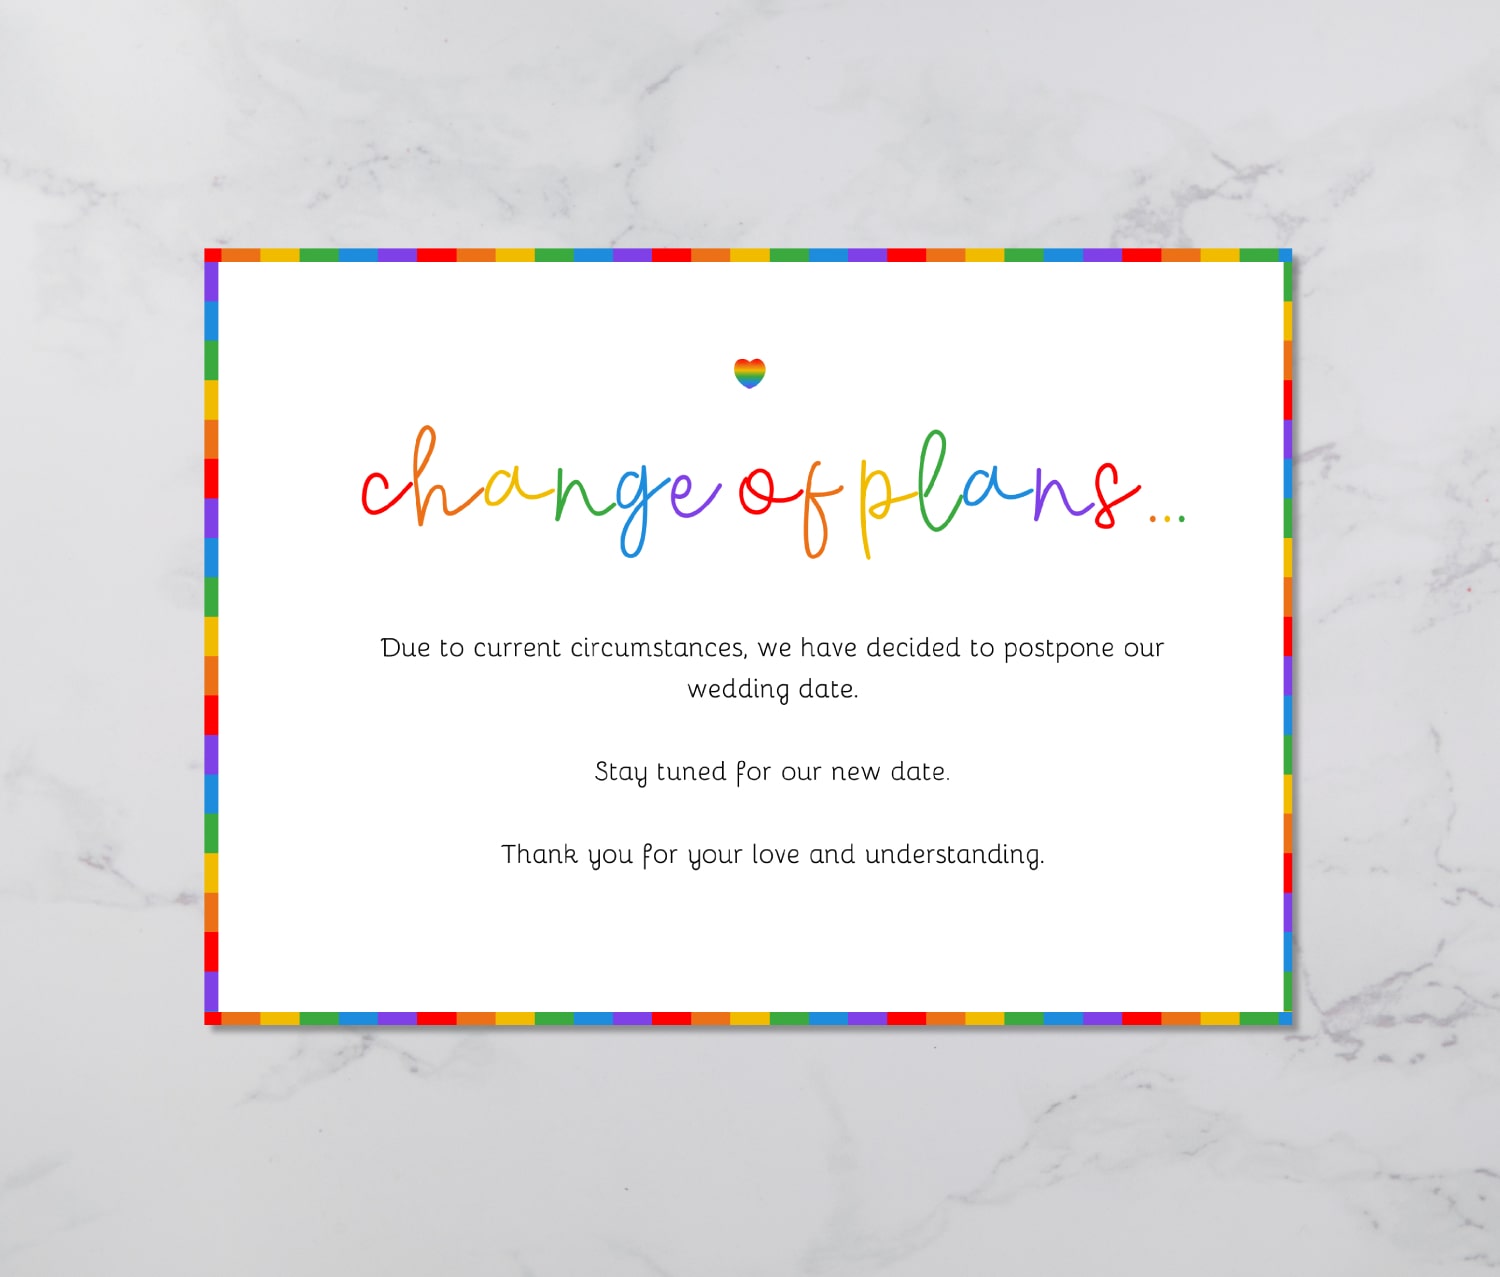 change of plans...
Due to current circumstances, we have decided to postpone our
wedding date.
Stay tuned for our new date.
Thank you for your love and understanding.